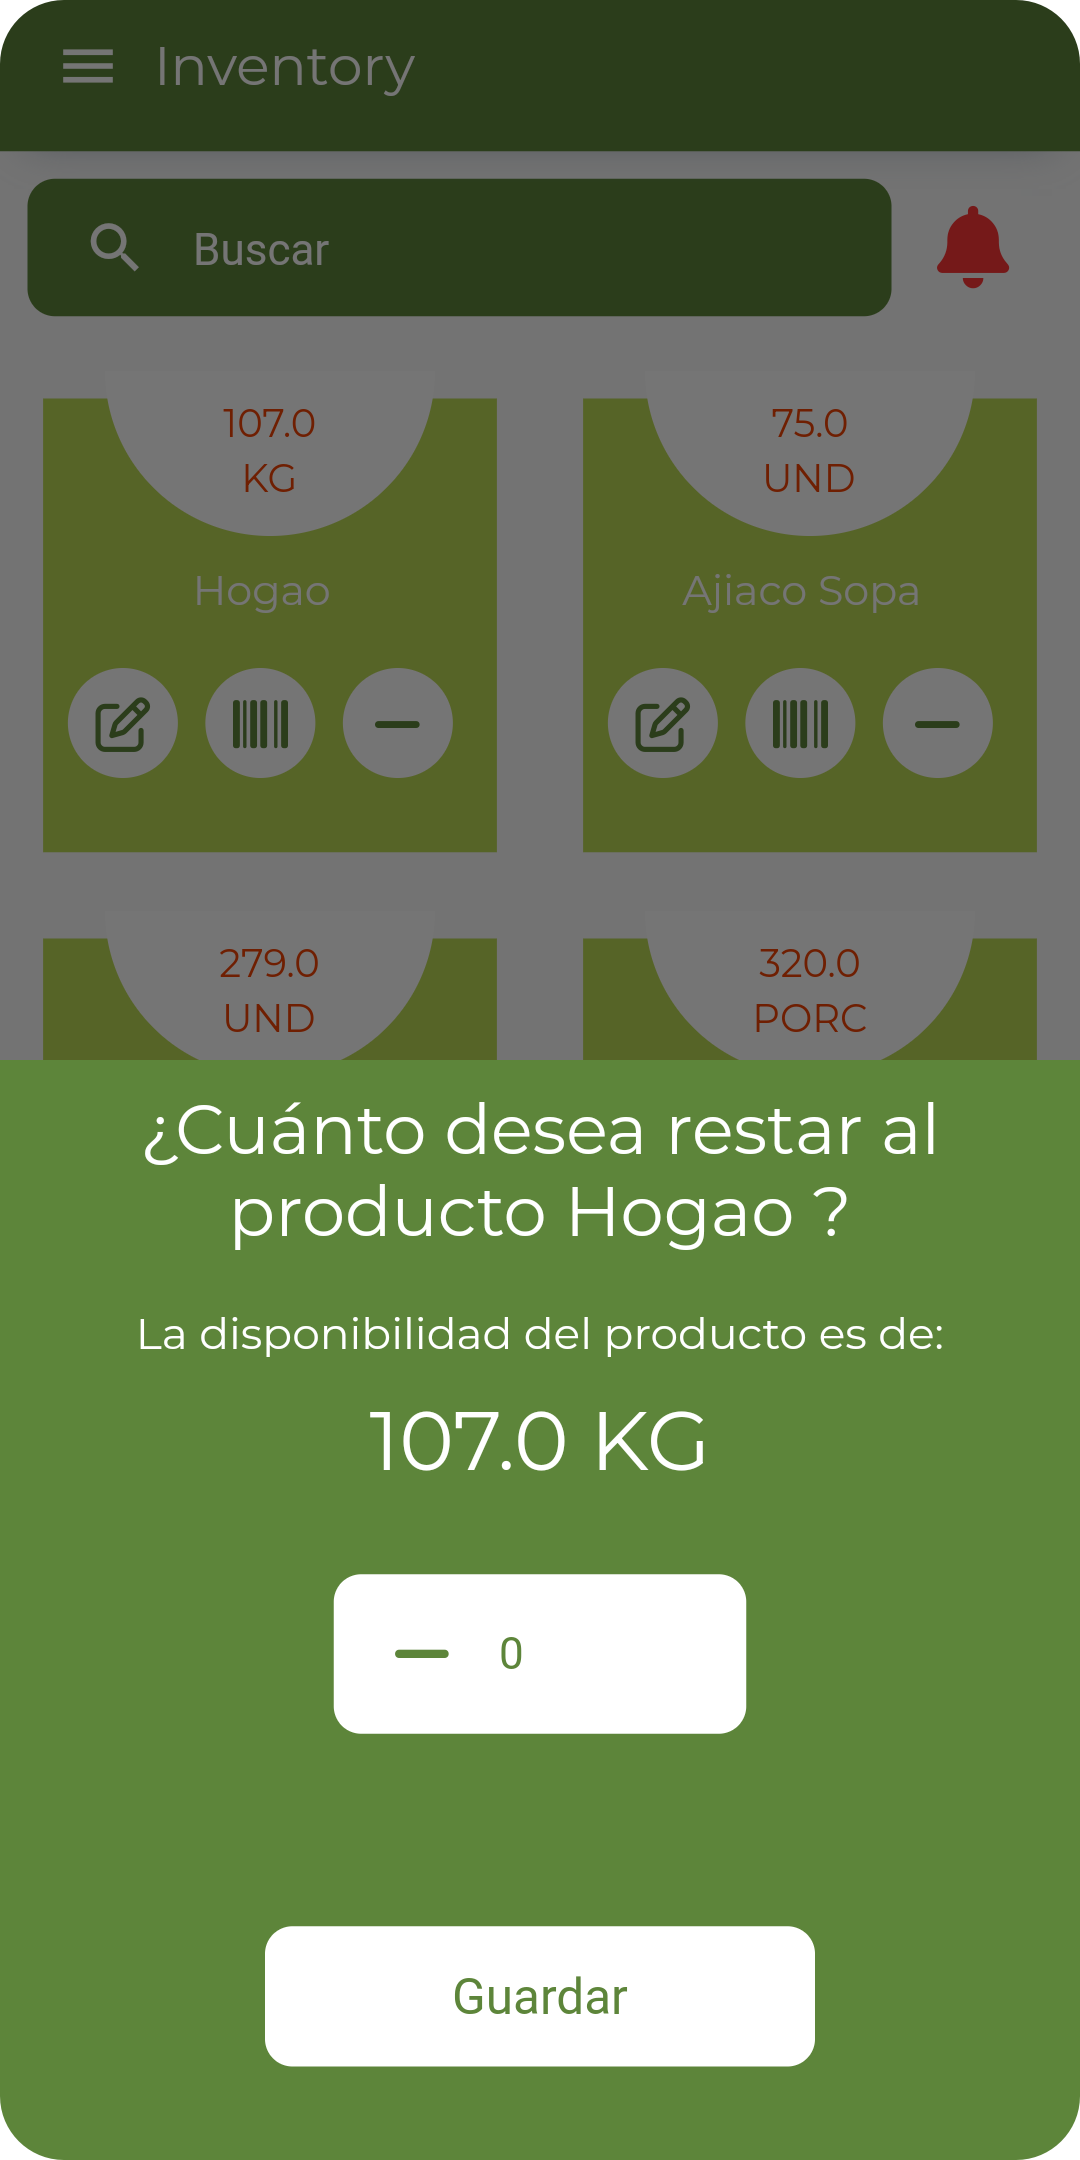 Inventory
Buscar
107.0
KG
75.0
UND
Hogao
Ajiaco Sopa
279.0
UND
320.0
PORC
¿Cuánto desea restar al
producto Hogao ?
La disponibilidad del producto es de:
107.0 KG
0
Guardar